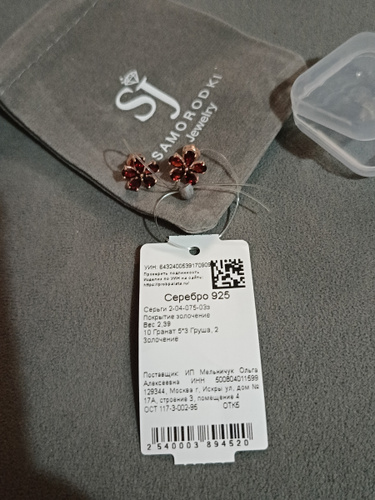 SJ
SAMORODKI
Jewelry
УИН: 6432400539170909
Проверить подлинность
изделия по УИН на сайте:
https://probpalata.ru/
Серебро 925
Серьги 2-04-075-03з
Покрытие золочение
Вес 2,39
10 Гранат 5*3 Груша, 2
Золочение
Поставщик: ИП Мельничук Ольга
Алексеевна ИНН 500804011599
129344, Москва г, Искры ул, дом №
17А, строение 3, помещение 4
ОСТ 117-3-002-95 ОТК5
2 540003 894520